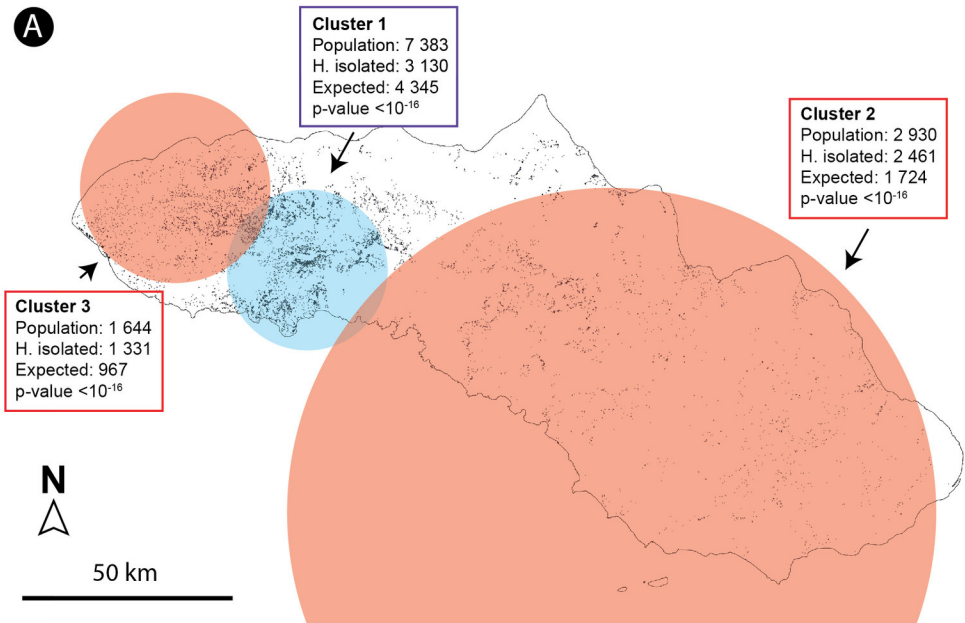 A
Cluster 1
Population: 7 383
H. isolated: 3 130
Expected: 4 345
p-value <10⁻¹⁶
Cluster 2
Population: 2 930
H. isolated: 2 461
Expected: 1 724
p-value <10⁻¹⁶
Cluster 3
Population: 1 644
H. isolated: 1 331
Expected: 967
p-value <10⁻¹⁶
N
50 km